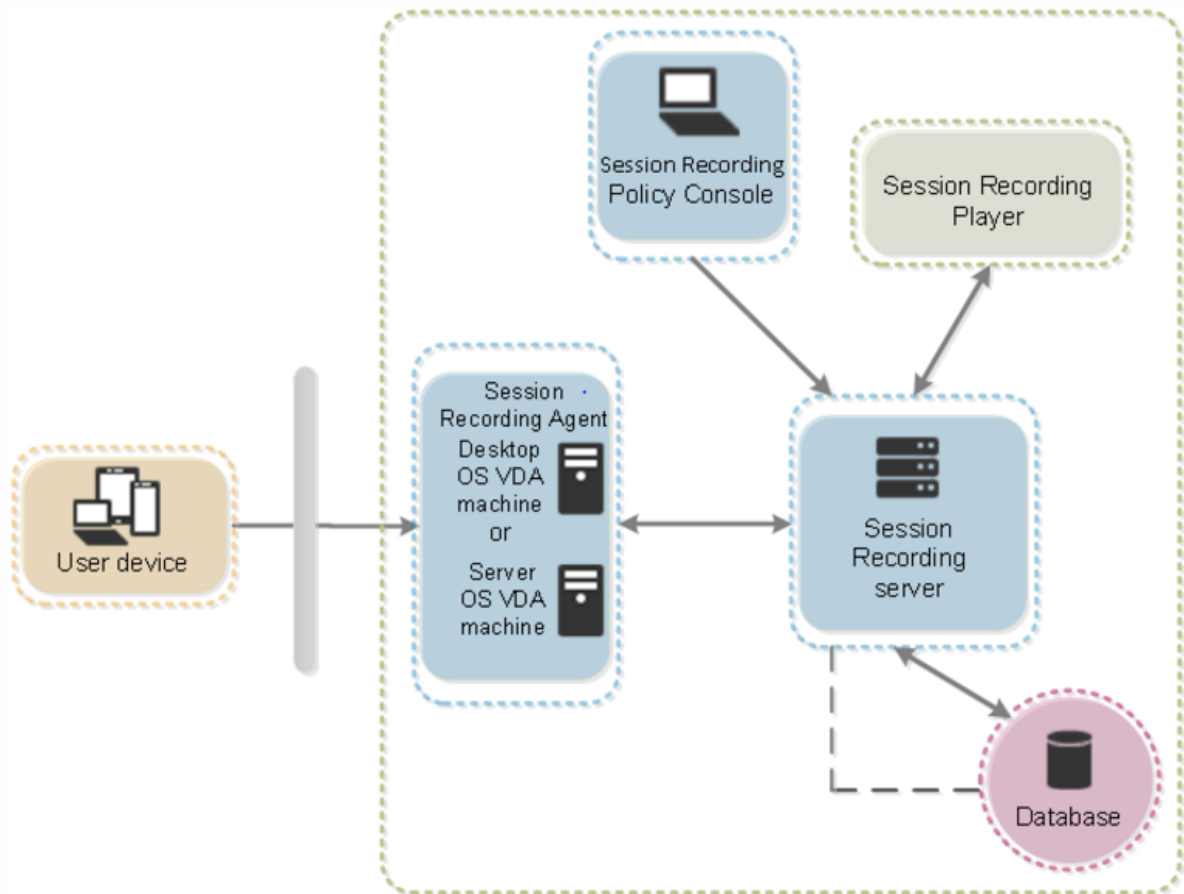 Session Recording
Policy Console
Session Recording
Player
Session
Recording Agent
Desktop
OS VDA
machine
or
Server
OS VDA
machine
User device
Session
Recording
server
Database